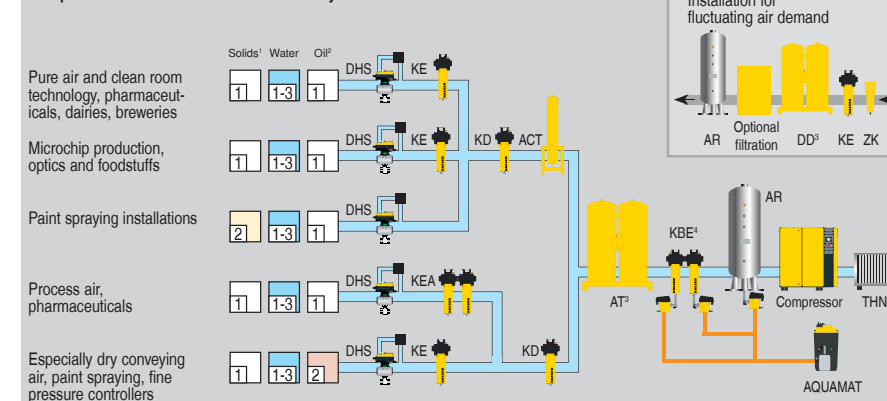 Installation for
fluctuating air demand
AR
Optional
filtration
DD³
KE
ZK
Solids¹ Water Oil²
Pure air and clean room
technology, pharmaceut-
icals, dairies, breweries
1 1-3 1
DHS KE
Microchip production,
optics and foodstuffs
1 1-3 1
DHS KE KD ACT
Paint spraying installations
2 1-3 1
DHS
Process air,
pharmaceuticals
1 1-3 1
DHS KEA
Especially dry conveying
air, paint spraying, fine
pressure controllers
1 1-3 2
DHS KE KD
AT³
KBE⁴
AR
Compressor
THN
AQUAMAT